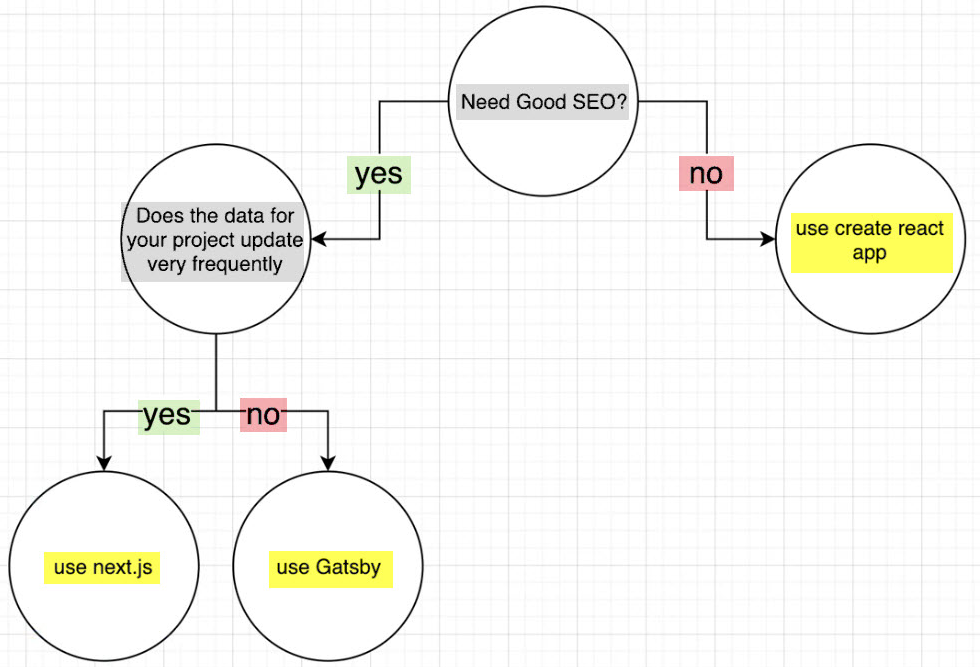 Need Good SEO?
yes
no
Does the data for
your project update
very frequently
use create react
app
yes
no
use next.js
use Gatsby